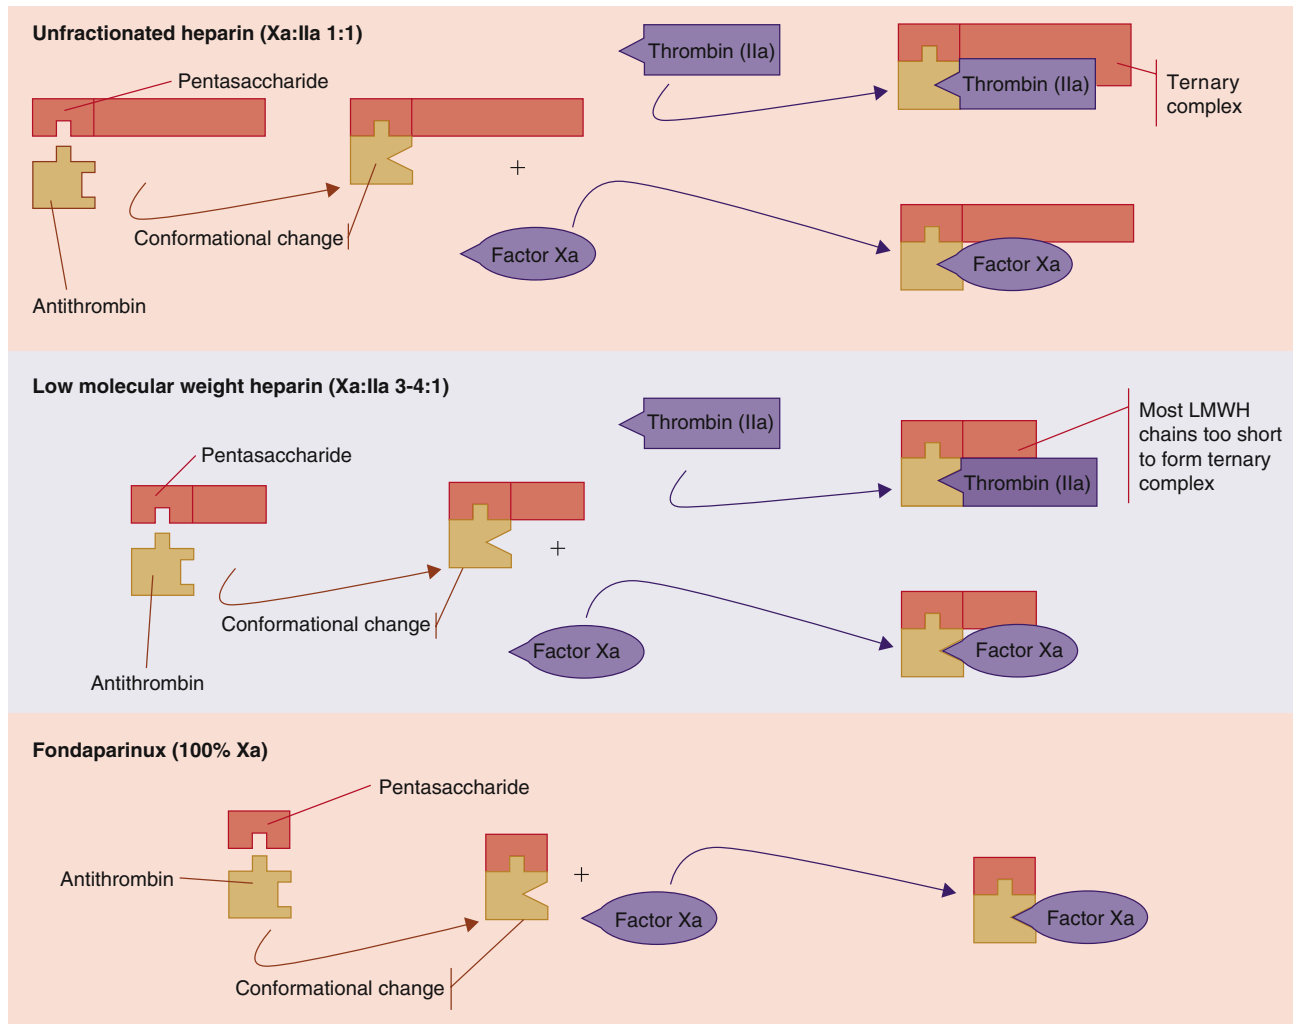 Unfractionated heparin (Xa:IIa 1:1)
Pentasaccharide
Antithrombin
Conformational change
+
Thrombin (IIa)
Factor Xa
Thrombin (IIa)
Ternary
complex
Factor Xa
Low molecular weight heparin (Xa:IIa 3-4:1)
Pentasaccharide
Antithrombin
Conformational change
+
Thrombin (IIa)
Factor Xa
Thrombin (IIa)
Most LMWH
chains too short
to form ternary
complex
Factor Xa
Fondaparinux (100% Xa)
Pentasaccharide
Antithrombin
Conformational change
+
Factor Xa
Factor Xa